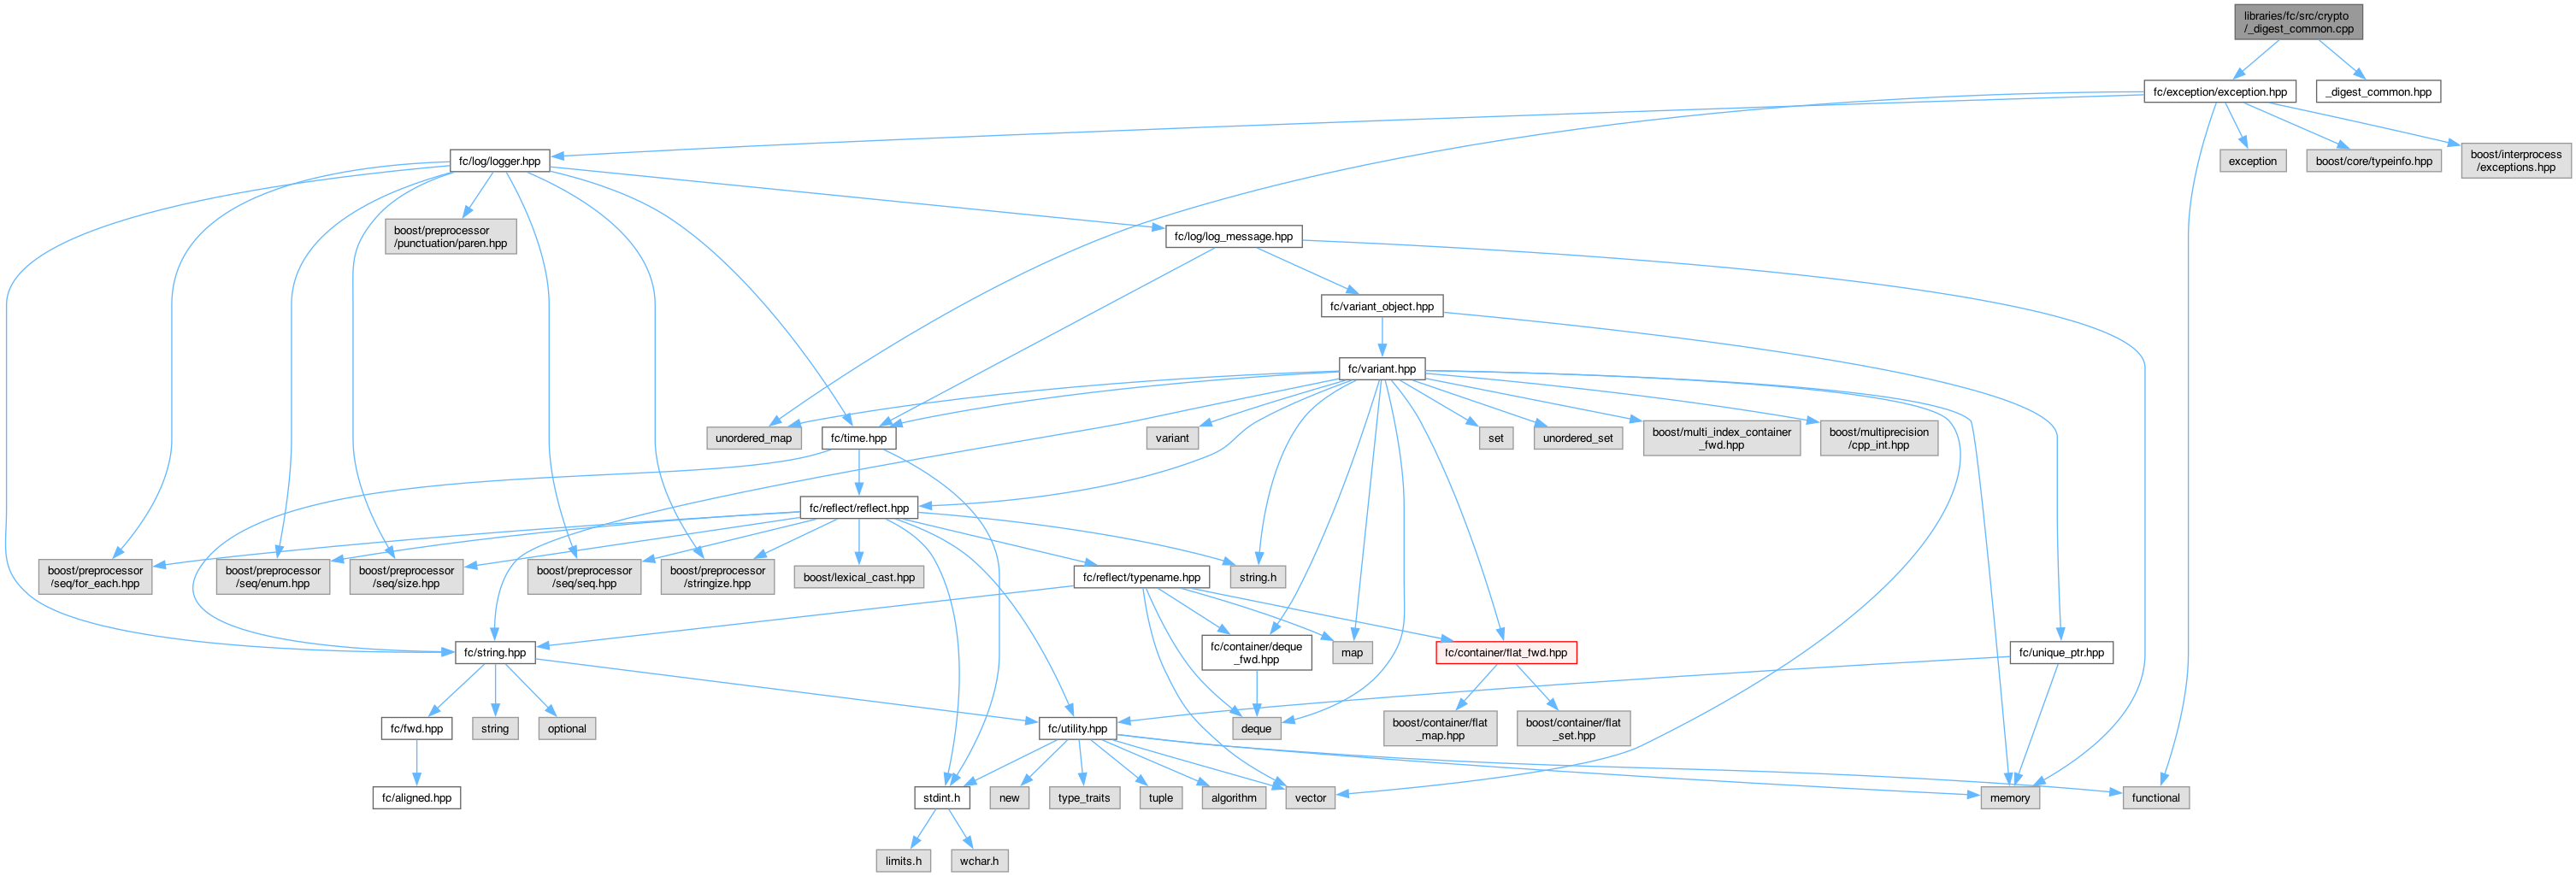 libraries/fc/src/crypto
/_digest_common.cpp
fc/exception/exception.hpp
_digest_common.hpp
fc/log/logger.hpp
exception
boost/core/typeinfo.hpp
boost/interprocess
/exceptions.hpp
boost/preprocessor
/punctuation/paren.hpp
fc/log/log_message.hpp
fc/variant_object.hpp
fc/variant.hpp
unordered_map
fc/time.hpp
variant
set
unordered_set
boost/multi_index_container
_fwd.hpp
boost/multiprecision
/cpp_int.hpp
fc/reflect/reflect.hpp
boost/preprocessor
/seq/for_each.hpp
boost/preprocessor
/seq/enum.hpp
boost/preprocessor
/seq/size.hpp
boost/preprocessor
/seq/seq.hpp
boost/preprocessor
/stringize.hpp
boost/lexical_cast.hpp
fc/reflect/typename.hpp
string.h
fc/string.hpp
fc/container/deque
_fwd.hpp
map
fc/container/flat_fwd.hpp
fc/unique_ptr.hpp
fc/fwd.hpp
string
optional
fc/utility.hpp
deque
boost/container/flat
_map.hpp
boost/container/flat
_set.hpp
fc/aligned.hpp
stdint.h
new
type_traits
tuple
algorithm
vector
memory
functional
limits.h
wchar.h